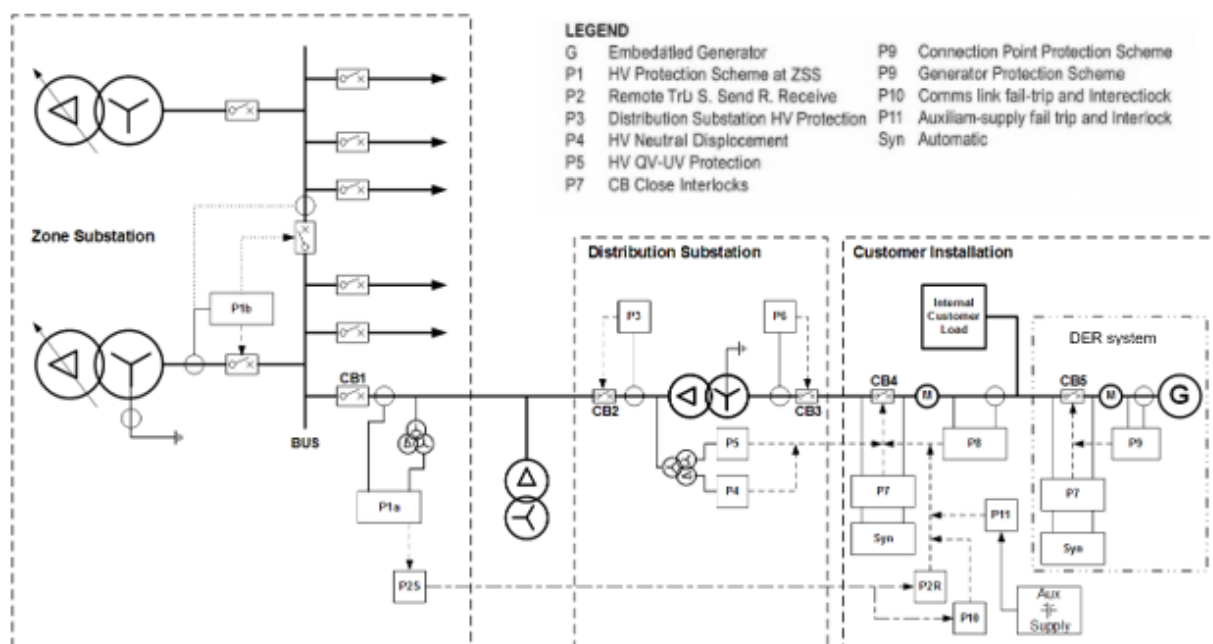 LEGEND
G Embedatled Generator
P1 HV Protection Scheme at ZSS
P2 Remote TrU S. Send R. Receive
P3 Distribution Substation HV Protection
P4 HV Neutral Displocement
P5 HV QV-UV Protection
P7 CB Close Interlocks
P9 Connection Point Protection Scheme
P9 Generator Protection Scheme
P10 Comms link fail-trip and Interectiock
P11 Auxiliam-supply fail trip and Interlock
Syn Automatic
Zone Substation
P1b
CB1
BUS
P1a
P2S
Distribution Substation
P3
P6
CB2
CB3
P5
P4
Customer Installation
Internal
Customer
Load
DER system
CB4
M
CB5
M
G
P8
P9
P7
P7
P11
Syn
Syn
P2R
P10
Aux
Supply